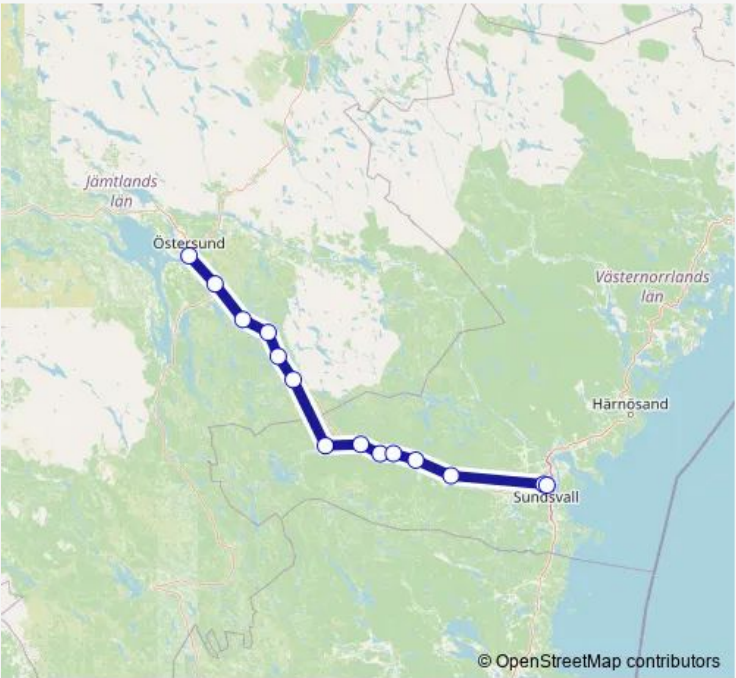 Jämtlands
län
Östersund
Västernorrlands
län
Härnösand
Sundsvall
© OpenStreetMap contributors